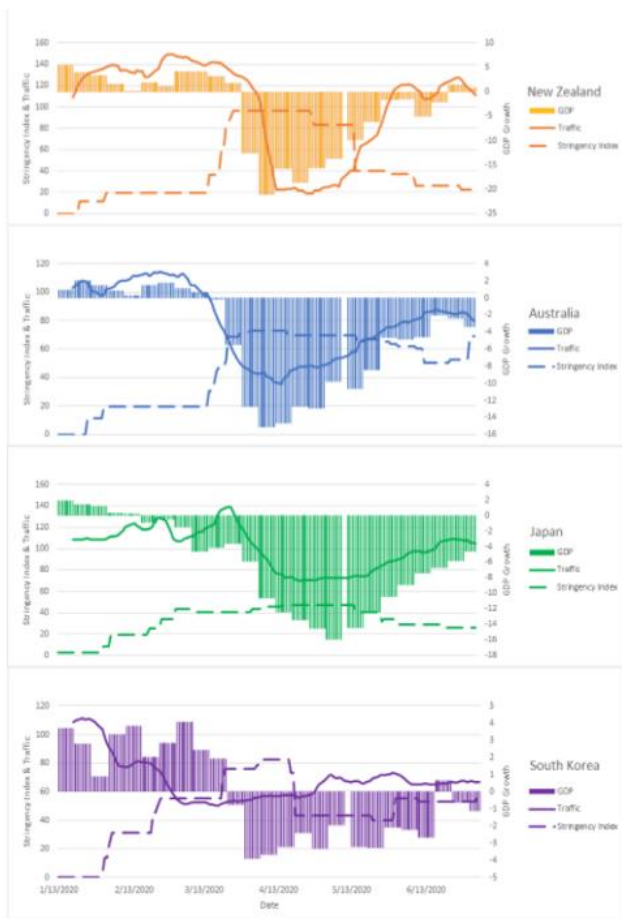 160
140
120
100
80
60
40
20
0
Stringency Index & Traffic
10
5
0
-5
-10
-15
-20
-25
GDP Growth
New Zealand
GDP
Traffic
Stringency Index
120
100
80
60
40
20
0
Stringency Index & Traffic
4
2
0
-2
-4
-6
-8
-10
-12
-14
-16
GDP Growth
Australia
GDP
Traffic
Stringency Index
160
140
120
100
80
60
40
20
0
Stringency Index & Traffic
4
2
0
-2
-4
-6
-8
-10
-12
-14
-16
-18
GDP Growth
Japan
GDP
Traffic
Stringency Index
120
100
80
60
40
20
0
Stringency Index & Traffic
5
4
3
2
1
0
-1
-2
-3
-4
-5
GDP Growth
South Korea
GDP
Traffic
Stringency Index
1/13/2020 2/13/2020 3/13/2020 4/13/2020 5/13/2020 6/13/2020
Date